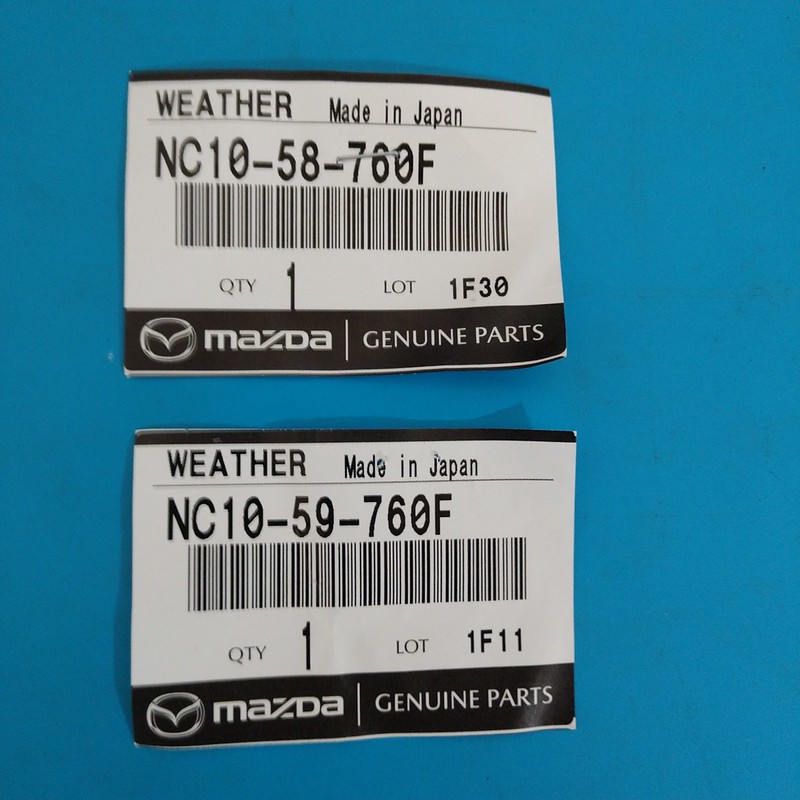 WEATHER Made in Japan
NC10-58-760F
QTY 1 LOT 1F30
mazda GENUINE PARTS
WEATHER Made in Japan
NC10-59-760F
QTY 1 LOT 1F11
mazda GENUINE PARTS